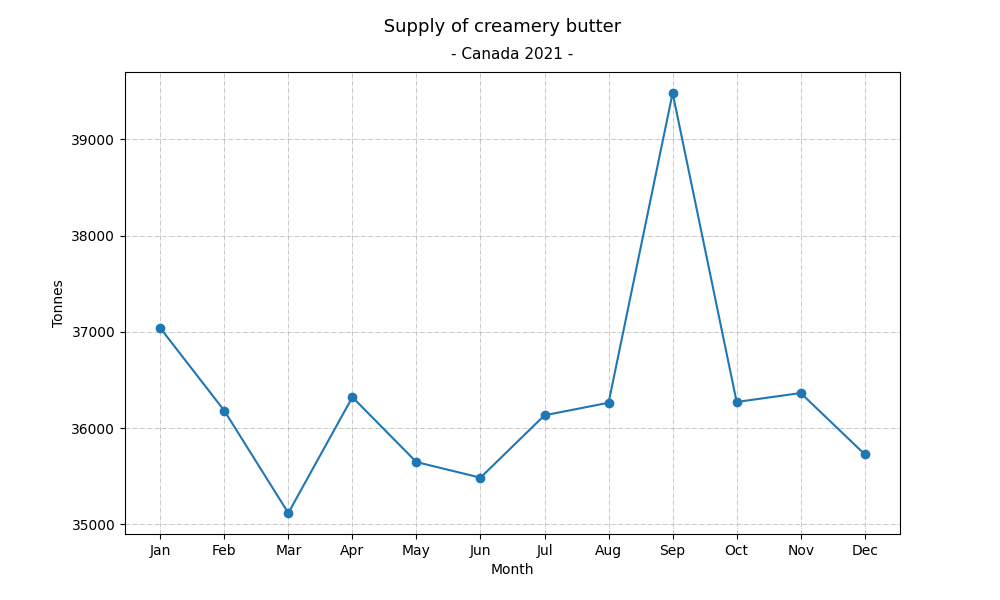 Supply of creamery butter
- Canada 2021 -
39000
38000
37000
36000
35000
Tonnes
Jan Feb Mar Apr May Jun Jul Aug Sep Oct Nov Dec
Month